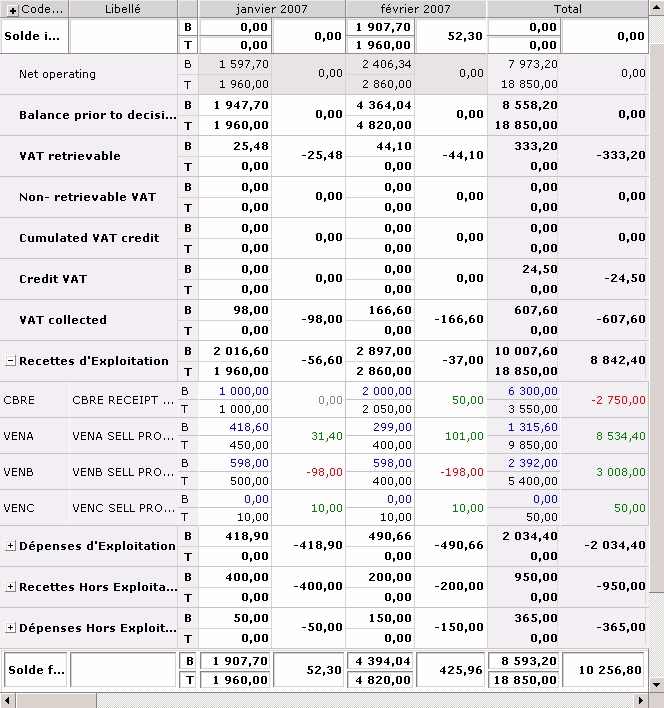 Code... Libellé janvier 2007 février 2007 Total
Solde i... B 0,00 0,00 1 907,70 52,30 0,00 0,00
T 0,00 1 960,00 0,00
Net operating B 1 597,70 0,00 2 406,34 0,00 7 973,20 0,00
T 1 960,00 2 860,00 18 850,00
Balance prior to decisi... B 1 947,70 0,00 4 364,04 0,00 8 558,20 0,00
T 1 960,00 4 820,00 18 850,00
VAT retrievable B 25,48 -25,48 44,10 -44,10 333,20 -333,20
T 0,00 0,00 0,00
Non- retrievable VAT B 0,00 0,00 0,00 0,00 0,00 0,00
T 0,00 0,00 0,00
Cumulated VAT credit B 0,00 0,00 0,00 0,00 0,00 0,00
T 0,00 0,00 0,00
Credit VAT B 0,00 0,00 0,00 0,00 24,50 -24,50
T 0,00 0,00 0,00
VAT collected B 98,00 -98,00 166,60 -166,60 607,60 -607,60
T 0,00 0,00 0,00
Recettes d'Exploitation B 2 016,60 -56,60 2 897,00 -37,00 10 007,60 8 842,40
T 1 960,00 2 860,00 18 850,00
CBRE CBRE RECEIPT ... B 1 000,00 0,00 2 000,00 50,00 6 300,00 -2 750,00
T 1 000,00 2 050,00 3 550,00
VENA VENA SELL PRO... B 418,60 31,40 299,00 101,00 1 315,60 8 534,40
T 450,00 400,00 9 850,00
VENB VENB SELL PRO... B 598,00 -98,00 598,00 -198,00 2 392,00 3 008,00
T 500,00 400,00 5 400,00
VENC VENC SELL PRO... B 0,00 10,00 0,00 10,00 0,00 50,00
T 10,00 10,00 50,00
Dépenses d'Exploitation B 418,90 -418,90 490,66 -490,66 2 034,40 -2 034,40
T 0,00 0,00 0,00
Recettes Hors Exploita... B 400,00 -400,00 200,00 -200,00 950,00 -950,00
T 0,00 0,00 0,00
Dépenses Hors Exploit... B 50,00 -50,00 150,00 -150,00 365,00 -365,00
T 0,00 0,00 0,00
Solde f... B 1 907,70 52,30 4 394,04 425,96 8 593,20 10 256,80
T 1 960,00 4 820,00 18 850,00